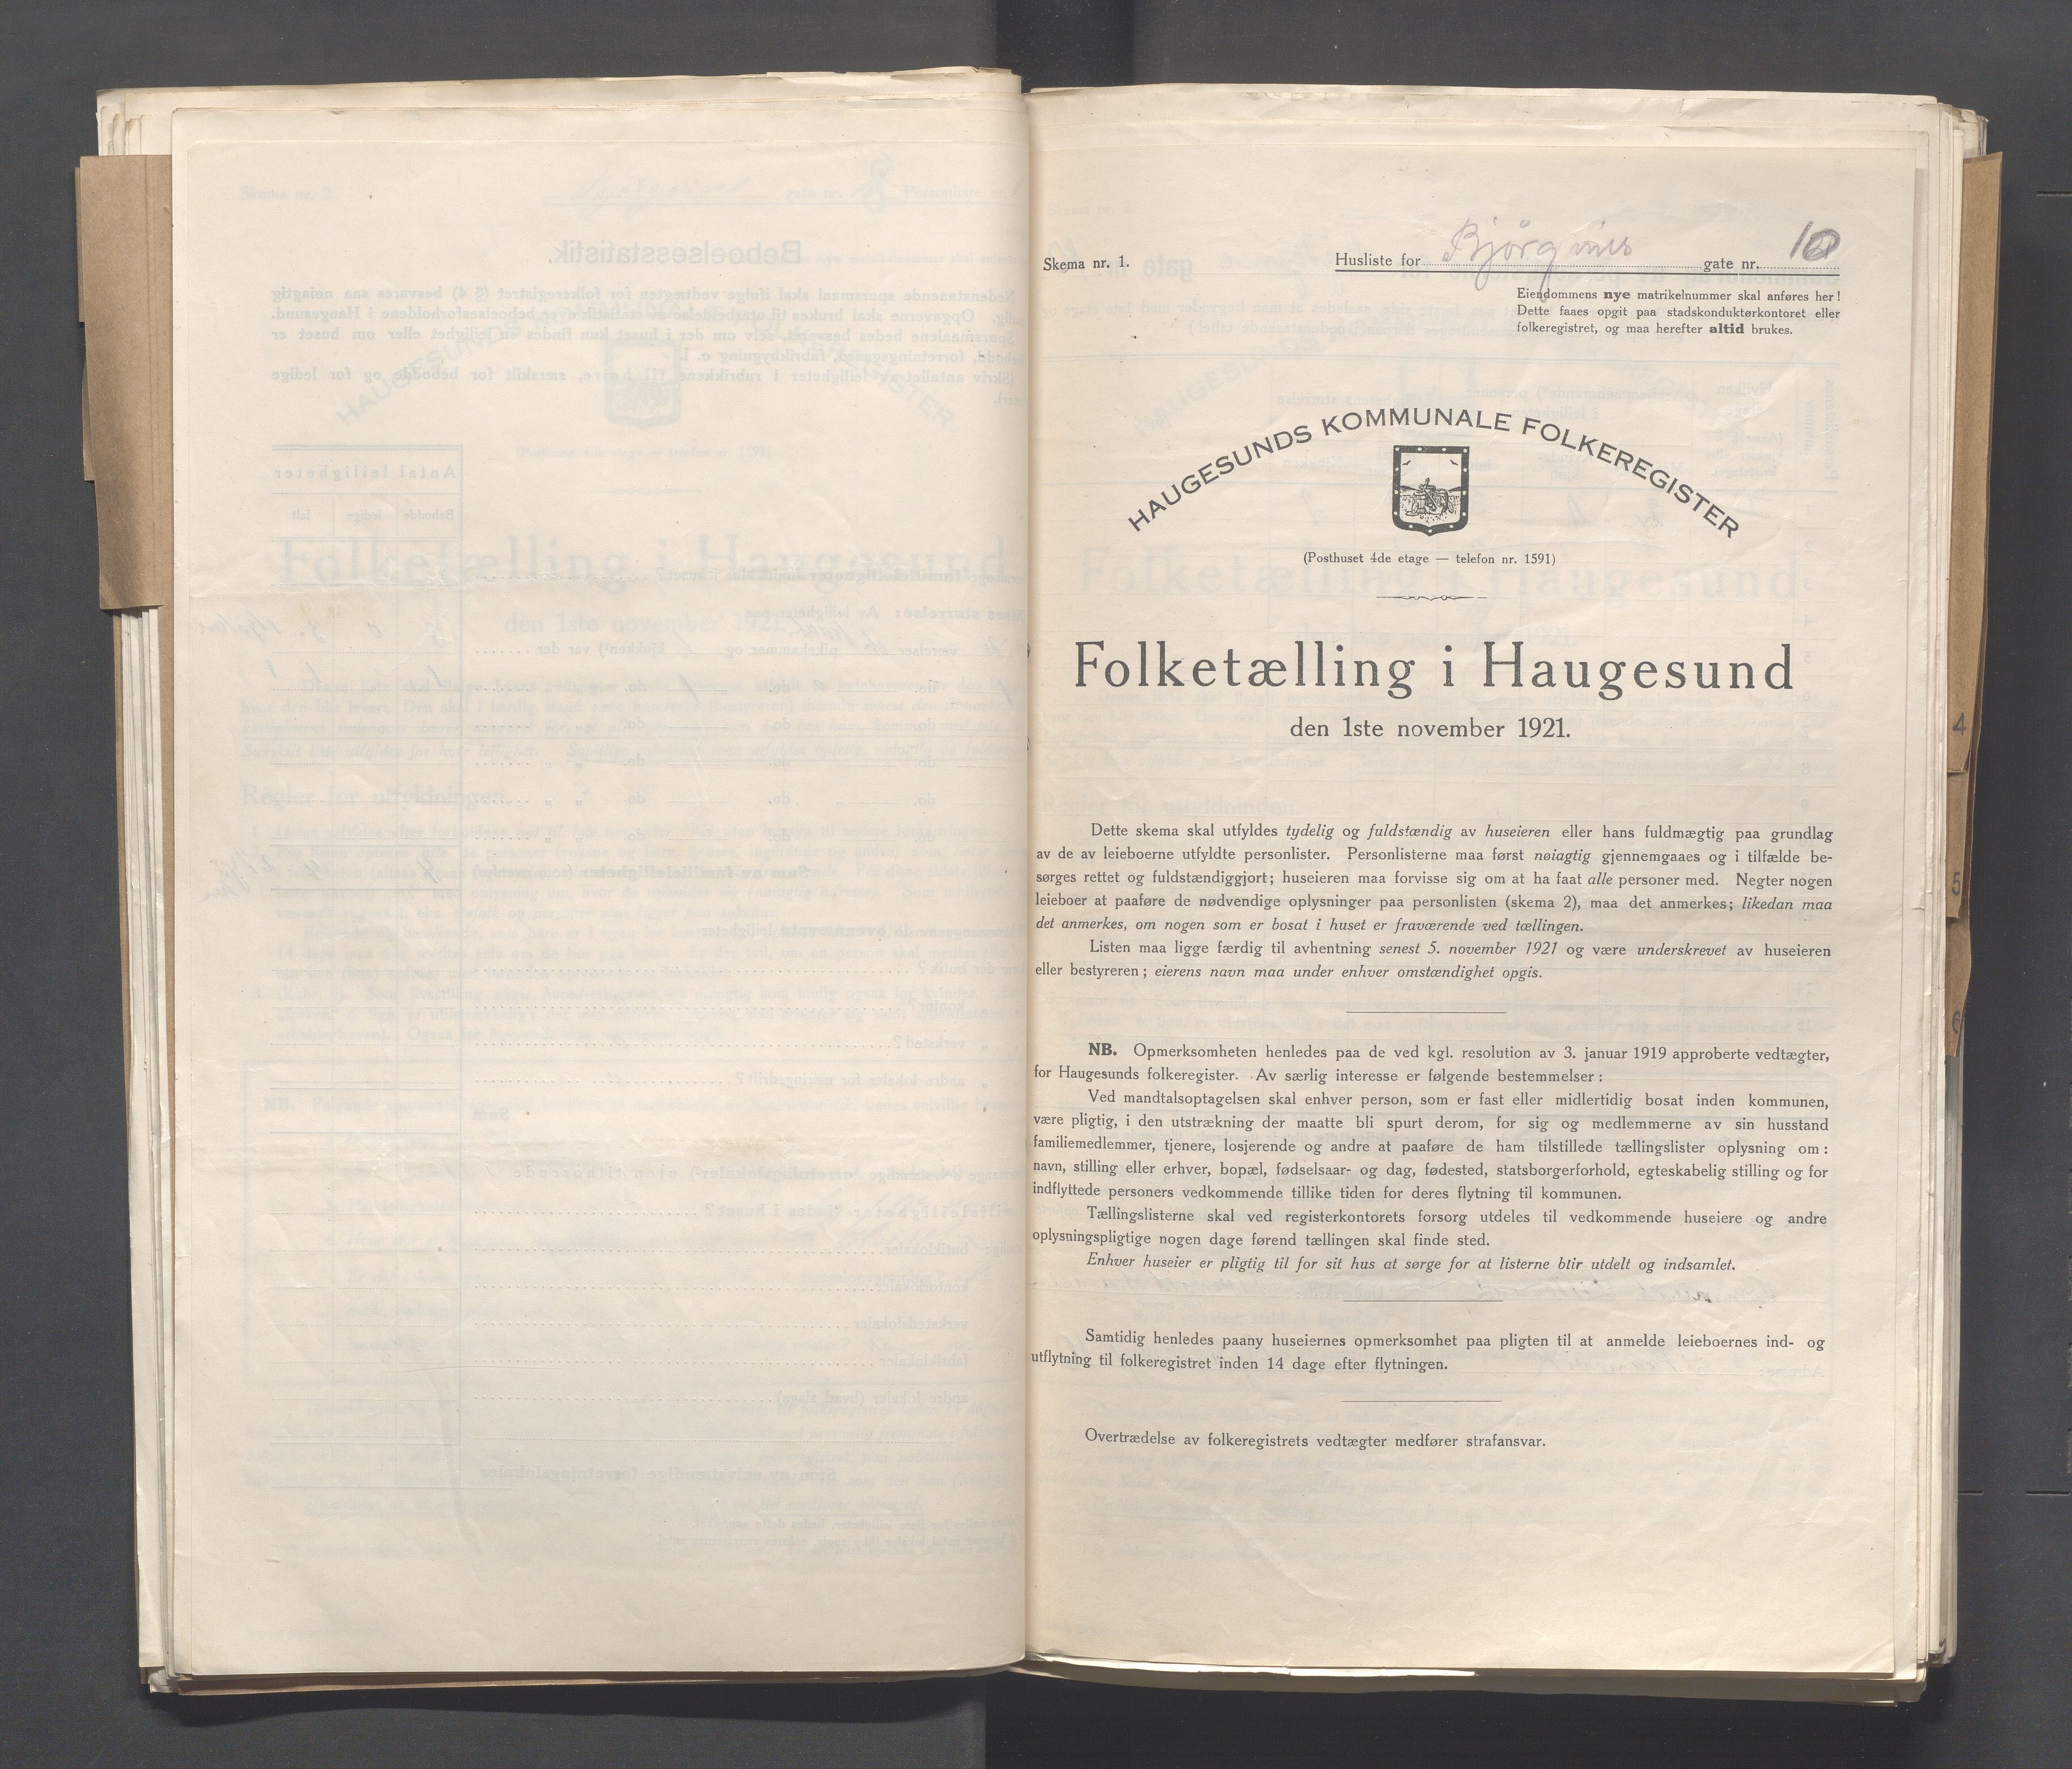 Skema nr. 1.
Husliste for Bjørgvins gate nr. 10
Eiendommens nye matrikelnummer skal anføres her!
Dette faaes opgit paa stadskonduktørkontoret eller
folkeregistret, og maa herefter altid brukes.
HAUGESUNDS KOMMUNALE FOLKEREGISTER
(Posthuset 4de etage — telefon nr. 1591)
Folketælling i Haugesund
den 1ste november 1921.
Dette skema skal utfyldes tydelig og fuldstændig av huseieren eller hans fuldmægtig paa grundlag
av de av leieboerne utfyldte personlister. Personlisterne maa først nøiagtig gjennemgaaes og i tilfælde be-
sørges rettet og fuldstændiggjort; huseieren maa forvisse sig om at ha faat alle personer med. Negter nogen
leieboer at paaføre de nødvendige oplysninger paa personlisten (skema 2), maa det anmerkes; likedan maa
det anmerkes, om nogen som er bosat i huset er fraværende ved tællingen.
Listen maa ligge færdig til avhentning senest 5. november 1921 og være underskrevet av huseieren
eller bestyreren; eierens navn maa under enhver omstændighet opgis.
NB. Opmerksomheten henledes paa de ved kgl. resolution av 3. januar 1919 approberte vedtægter,
for Haugesunds folkeregister. Av særlig interesse er følgende bestemmelser:
Ved mandtalsoptagelsen skal enhver person, som er fast eller midlertidig bosat inden kommunen,
være pligtig, i den utstrækning der maatte bli spurt derom, for sig og medlemmerne av sin husstand
familiemedlemmer, tjenere, losjerende og andre at paaføre de ham tilstillede tællingslister oplysning om:
navn, stilling eller erhver, bopæl, fødselsaar- og dag, fødested, statsborgerforhold, egteskabelig stilling og for
indflyttede personers vedkommende tillike tiden for deres flytning til kommunen.
Tællingslisterne skal ved registerkontorets forsorg utdeles til vedkommende huseiere og andre
oplysningspligtige nogen dage førend tællingen skal finde sted.
Enhver huseier er pligtig til for sit hus at sørge for at listerne blir utdelt og indsamlet.
Samtidig henledes paany huseiernes opmerksomhet paa pligten til at anmelde leieboernes ind- og
utflytning til folkeregistret inden 14 dage efter flytningen.
Overtrædelse av folkeregistrets vedtægter medfører strafansvar.
4
5
6